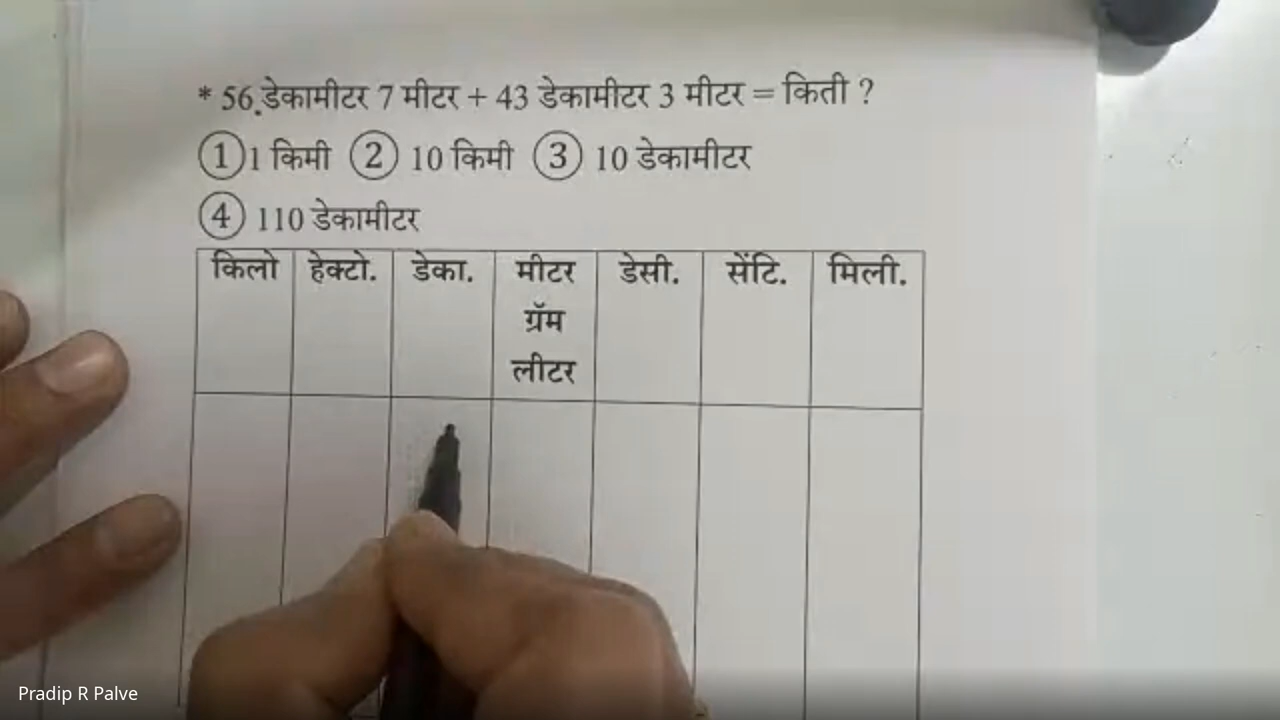 * 56 डेकामीटर 7 मीटर + 43 डेकामीटर 3 मीटर = किती ?
① 1 किमी ② 10 किमी ③ 10 डेकामीटर
④ 110 डेकामीटर
किलो हेक्टो. डेका. मीटर डेसी. सेंटि. मिली.
ग्रॅम
लीटर
Pradip R Palve